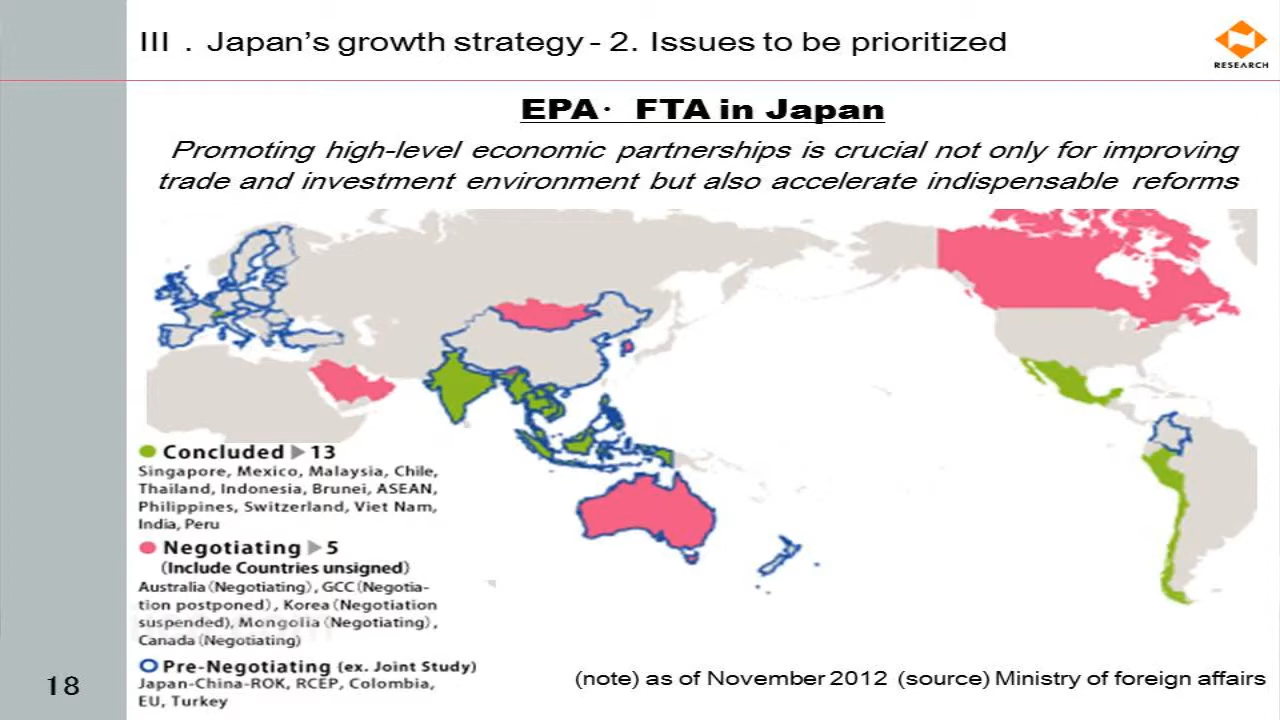 III . Japan's growth strategy - 2. Issues to be prioritized
RESEARCH
EPA· FTA in Japan
Promoting high-level economic partnerships is crucial not only for improving
trade and investment environment but also accelerate indispensable reforms
Concluded ▶ 13
Singapore, Mexico, Malaysia, Chile,
Thailand, Indonesia, Brunei, ASEAN,
Philippines, Switzerland, Viet Nam,
India, Peru
Negotiating ▶ 5
(Include Countries unsigned)
Australia (Negotiating), GCC (Negotia-
tion postponed), Korea (Negotiation
suspended), Mongolia (Negotiating),
Canada (Negotiating)
Pre-Negotiating (ex. Joint Study)
Japan-China-ROK, RCEP, Colombia,
EU, Turkey
(note) as of November 2012 (source) Ministry of foreign affairs
18